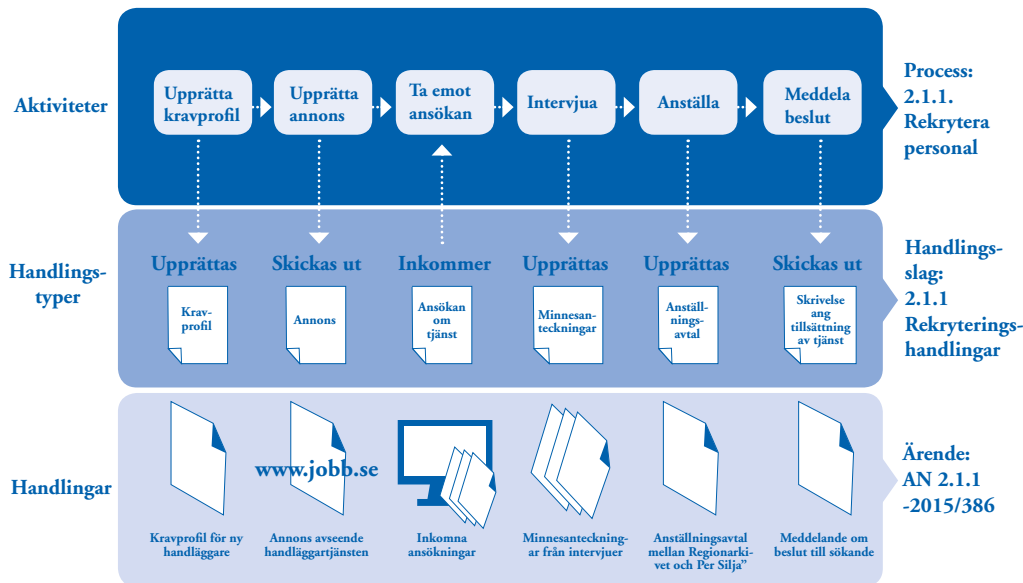 Aktiviteter
Upprätta
kravprofil
Upprätta
annons
Ta emot
ansökan
Intervjua
Anställa
Meddela
beslut
Process:
2.1.1.
Rekrytera
personal
Handlings-
typer
Upprättas
Skickas ut
Inkommer
Upprättas
Upprättas
Skickas ut
Krav-
profil
Annons
Ansökan
om
tjänst
Minnesan-
teckningar
Anställ-
nings-
avtal
Skrivelse
ang
tillsättning
av tjänst
Handlings-
slag:
2.1.1
Rekryterings-
handlingar
Handlingar
www.jobb.se
Kravprofil för ny
handläggare
Annons avseende
handläggartjänsten
Inkomna
ansökningar
Minnesanteckning-
ar från intervjuer
Anställningsavtal
mellan Regionarki-
vet och Per Silja”
Meddelande om
beslut till sökande
Ärende:
AN 2.1.1
-2015/386